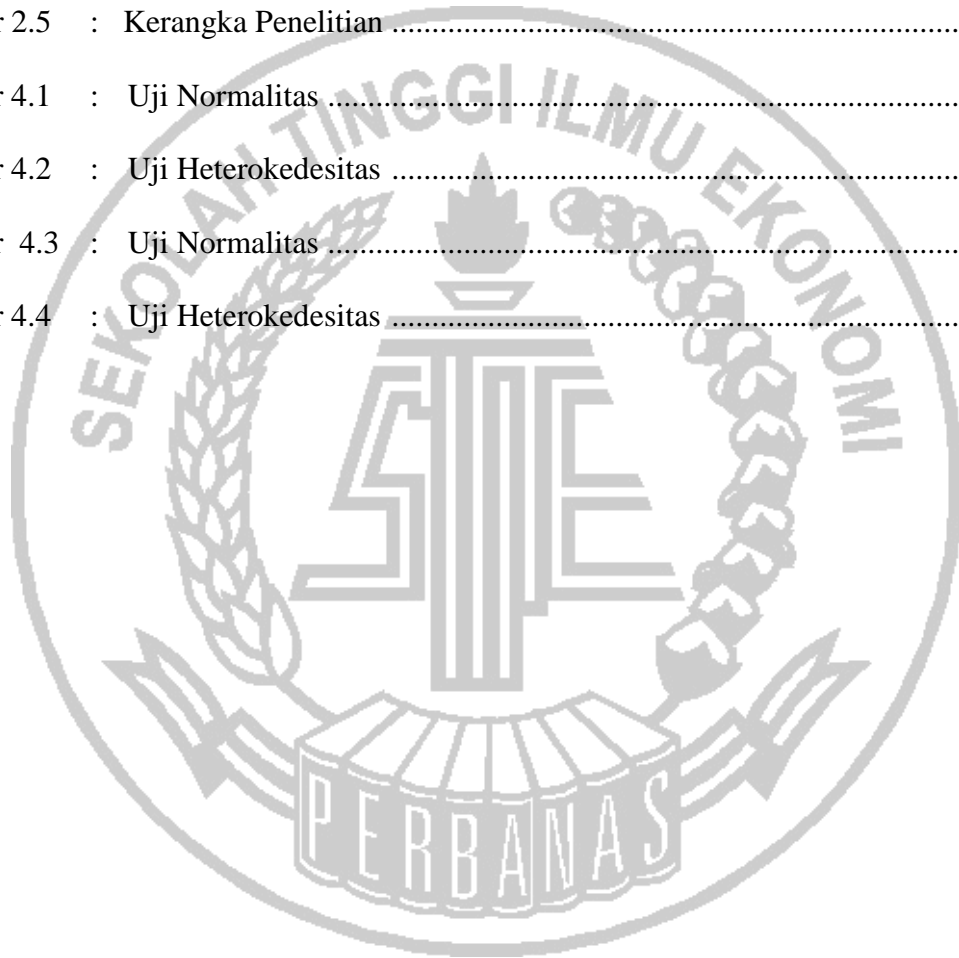 r 2.5 : Kerangka Penelitian ........................................................................
r 4.1 : Uji Normalitas ................................................................................
r 4.2 : Uji Heterokedesitas ........................................................................
r 4.3 : Uji Normalitas ................................................................................
r 4.4 : Uji Heterokedesitas ........................................................................
SEKOLAH TINGGI ILMU EKONOMI
STIE
PERBANAS